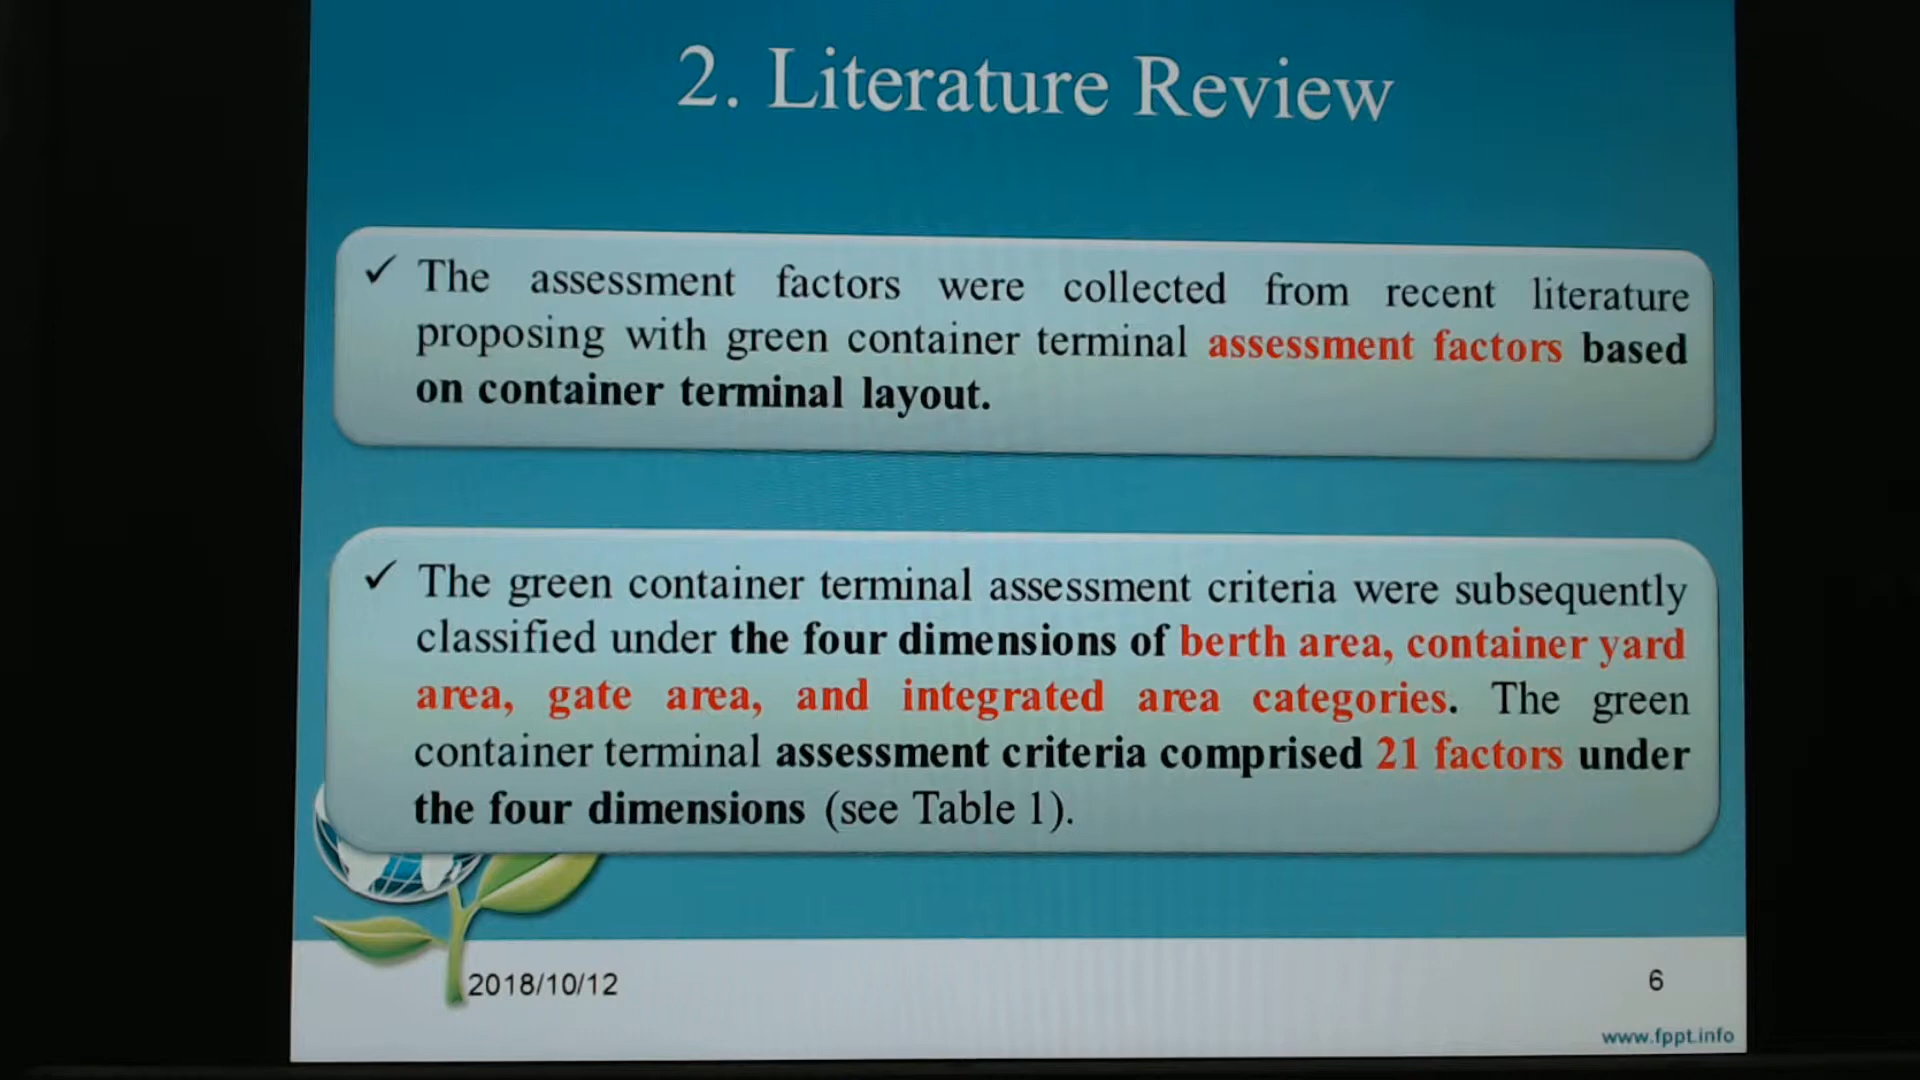 2. Literature Review
✓ The assessment factors were collected from recent literature
proposing with green container terminal assessment factors based
on container terminal layout.
✓ The green container terminal assessment criteria were subsequently
classified under the four dimensions of berth area, container yard
area, gate area, and integrated area categories. The green
container terminal assessment criteria comprised 21 factors under
the four dimensions (see Table 1).
2018/10/12
6
www.fppt.info